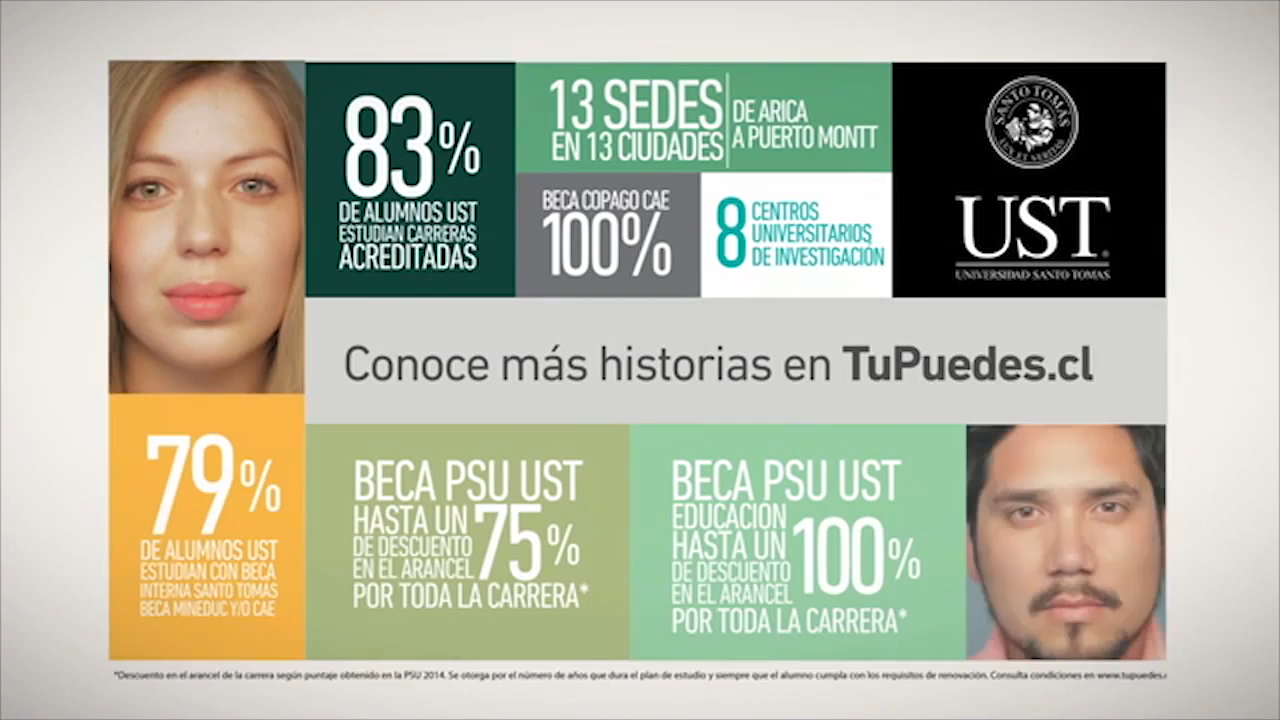 83%
DE ALUMNOS UST
ESTUDIAN CARRERAS
ACREDITADAS
13 SEDES
EN 13 CIUDADES
DE ARICA
A PUERTO MONTT
BECA COPAGO CAE
100%
8
CENTROS
UNIVERSITARIOS
DE INVESTIGACIÓN
SANTO TOMAS
UST
UNIVERSIDAD SANTO TOMAS
Conoce más historias en TuPuedes.cl
79%
DE ALUMNOS UST
ESTUDIAN CON BECA
INTERNA SANTO TOMAS
BECA MINEDUC Y/O CAE
BECA PSU UST
HASTA UN
DE DESCUENTO
EN EL ARANCEL
75%
POR TODA LA CARRERA*
BECA PSU UST
EDUCACION
HASTA UN
DE DESCUENTO
EN EL ARANCEL
100%
POR TODA LA CARRERA*
*Descuento en el arancel de la carrera según puntaje obtenido en la PSU 2014. Se otorga por el número de años que dura el plan de estudio y siempre que el alumno cumpla con los requisitos de renovación. Consulta condiciones en www.tupuedes.